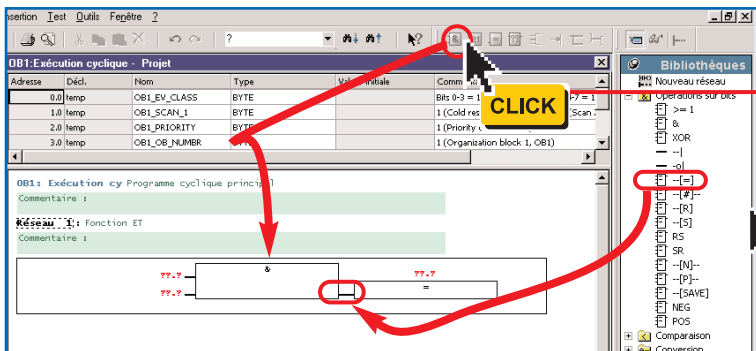 nsertion Test Outils Fenêtre ?
?
OB1:Exécution cyclique - Projet
Adresse Décl. Nom Type Initiale
0.0 temp OB1_EV_CLASS BYTE Bits 0-3 = 1
1.0 temp OB1_SCAN_1 BYTE 1 (Cold res
2.0 temp OB1_PRIORITY BYTE 1 (Priority
3.0 temp OB1_OB_NUMBR 1 (Organization block 1, OB1)
CLICK
OB1: Exécution cy Programme cyclique principal
Commentaire :
Réseau 1: Fonction ET
Commentaire :
&
??.?
??.?
??.?
=
Bibliothèques
Nouveau réseau
Opérations sur bits
>= 1
&
XOR
--|
--o|
--[=]
--[#]--
--[R]
--[S]
RS
SR
--[N]--
--[P]--
--[SAVE]
NEG
POS
Comparaison
Conversion